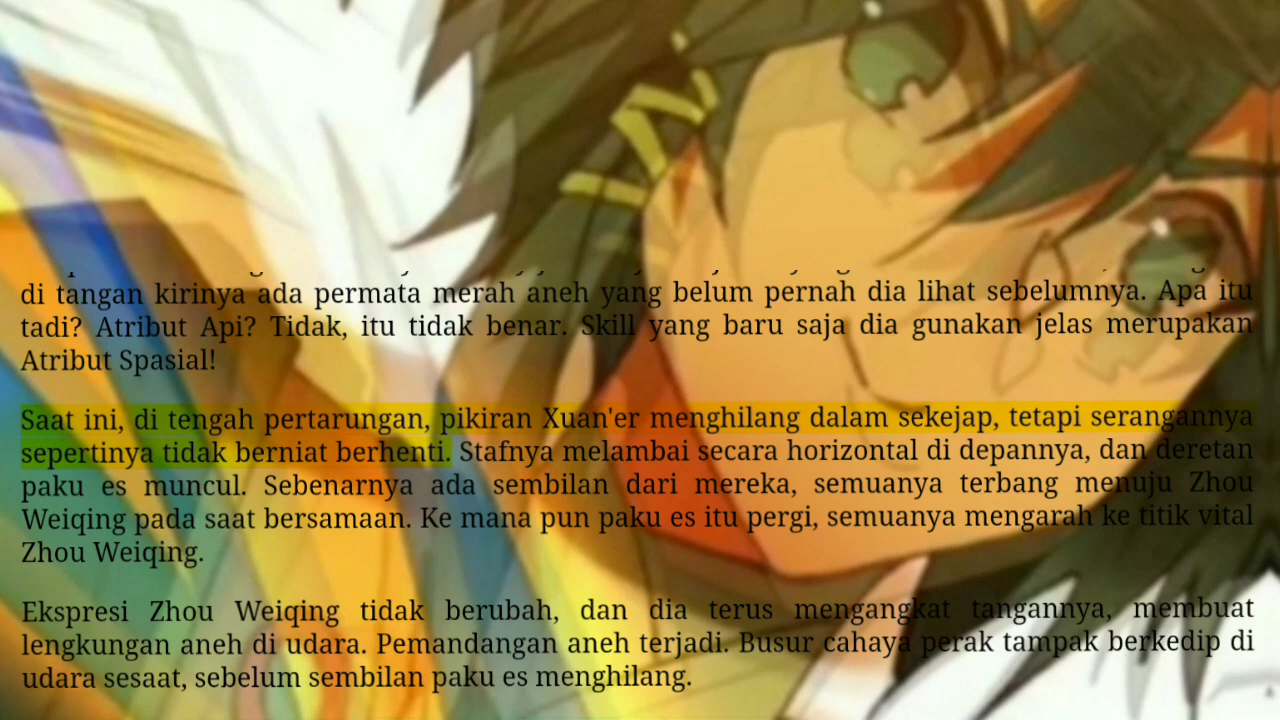 di tangan kirinya ada permata merah aneh yang belum pernah dia lihat sebelumnya. Apa itu
tadi? Atribut Api? Tidak, itu tidak benar. Skill yang baru saja dia gunakan jelas merupakan
Atribut Spasial!
Saat ini, di tengah pertarungan, pikiran Xuan'er menghilang dalam sekejap, tetapi serangannya
sepertinya tidak berniat berhenti. Stafnya melambai secara horizontal di depannya, dan deretan
paku es muncul. Sebenarnya ada sembilan dari mereka, semuanya terbang menuju Zhou
Weiqing pada saat bersamaan. Ke mana pun paku es itu pergi, semuanya mengarah ke titik vital
Zhou Weiqing.
Ekspresi Zhou Weiqing tidak berubah, dan dia terus mengangkat tangannya, membuat
lengkungan aneh di udara. Pemandangan aneh terjadi. Busur cahaya perak tampak berkedip di
udara sesaat, sebelum sembilan paku es menghilang.